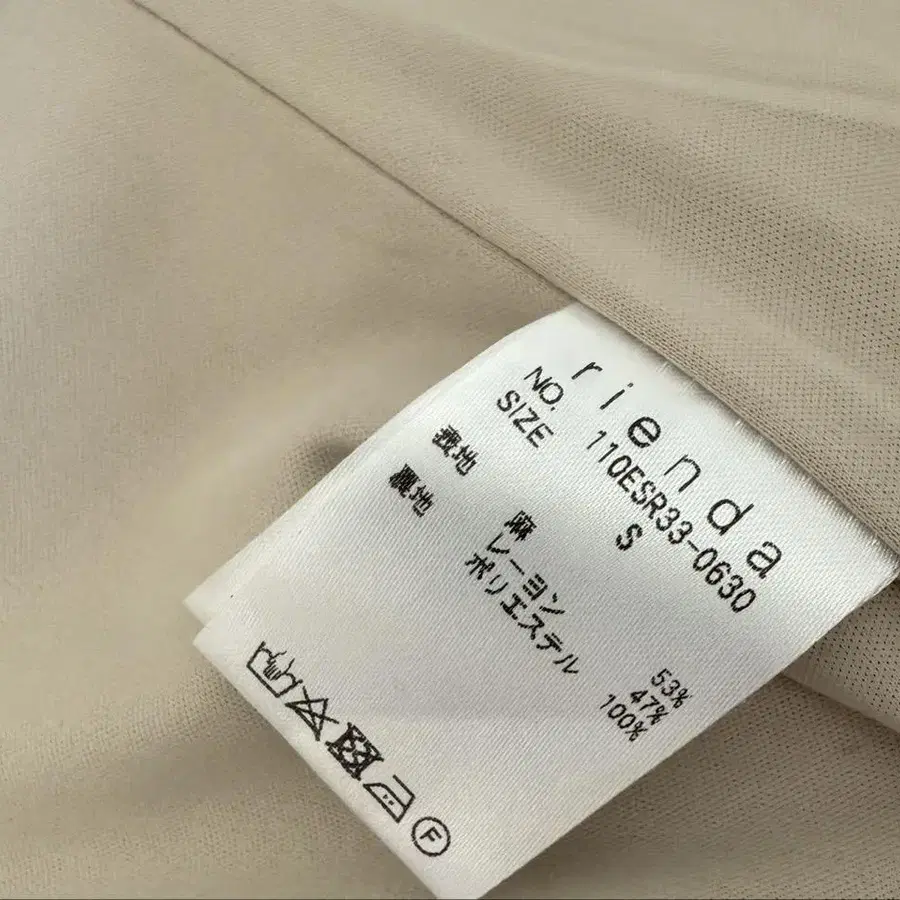 rienda
NO. 110ESR33-0630
SIZE S
表地 麻 53%
レーヨン 47%
裏地 ポリエステル 100%
F